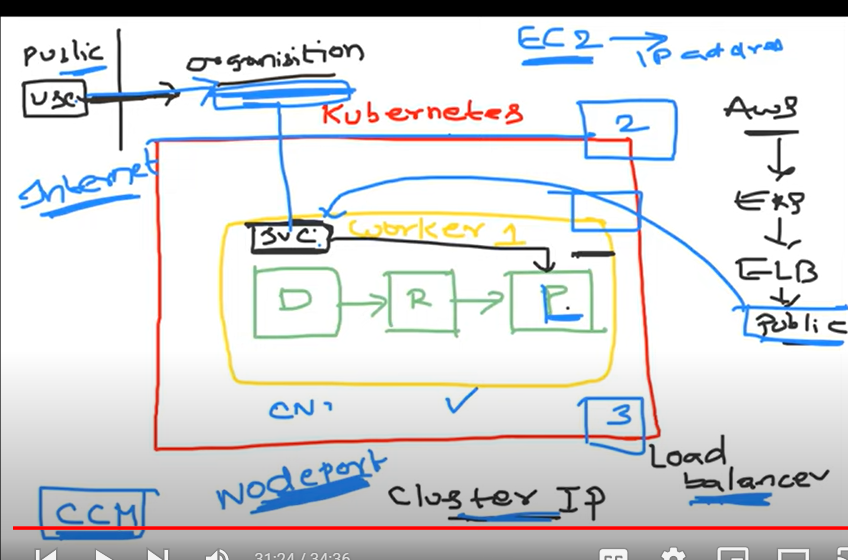 Public
organisition
EC2 → IP address
user
Kubernetes
2
AWS
Internet
EKS
SVC
Worker 1
ELB
D → R → P
Public
CNI
3
Load
balancer
Nodeport
Cluster IP
CCM
31:24 / 34:36
CC